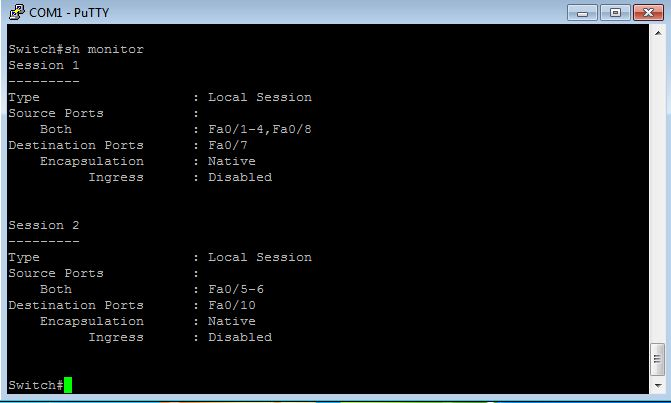 COM1 - PuTTY
Switch#sh monitor
Session 1
---------
Type                   : Local Session
Source Ports           :
    Both               : Fa0/1-4,Fa0/8
Destination Ports      : Fa0/7
    Encapsulation      : Native
          Ingress      : Disabled
Session 2
---------
Type                   : Local Session
Source Ports           :
    Both               : Fa0/5-6
Destination Ports      : Fa0/10
    Encapsulation      : Native
          Ingress      : Disabled
Switch#